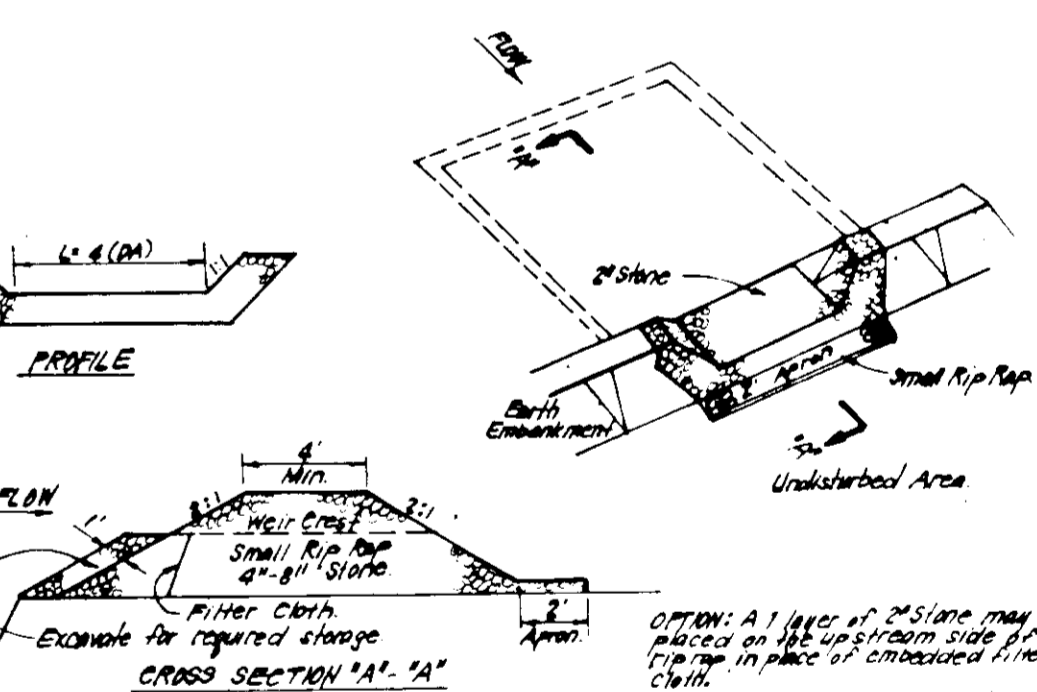 FLOW
"A"
L= 4 (DA)
1:1
PROFILE
2" Stone
2' Apron
Small Rip Rap
Earth
Embankment
"A"
Undisturbed Area.
4'
Min.
FLOW
1'
2:1
2:1
Weir Crest
Small Rip Rap
4"-8" Stone.
Filter Cloth.
Excavate for required storage.
2'
Apron.
CROSS SECTION "A"-"A"
OPTION: A 1 layer of 2" Stone may
placed on the upstream side of
rip rap in place of embedded filte
cloth.